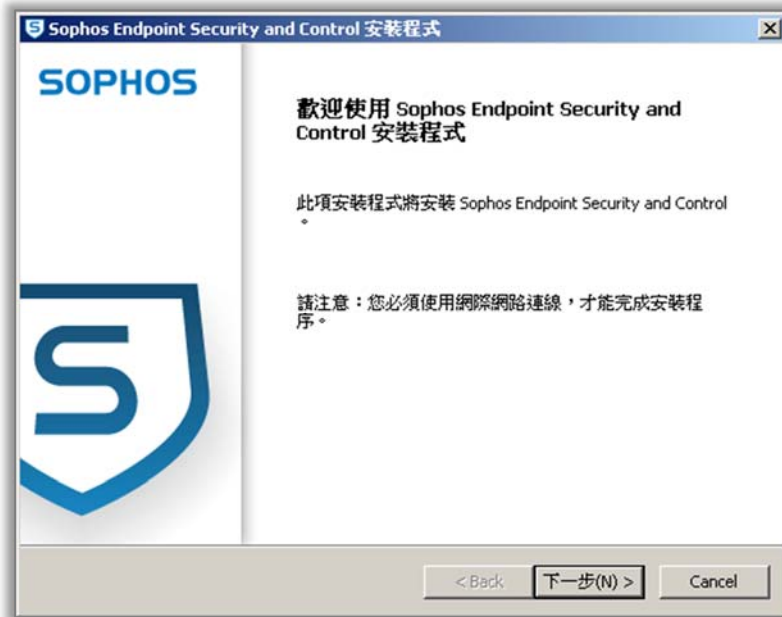 Sophos Endpoint Security and Control 安裝程式
SOPHOS
歡迎使用 Sophos Endpoint Security and
Control 安裝程式
此項安裝程式將安裝 Sophos Endpoint Security and Control
。
請注意：您必須使用網際網路連線，才能完成安裝程
序。
< Back 下一步(N) > Cancel